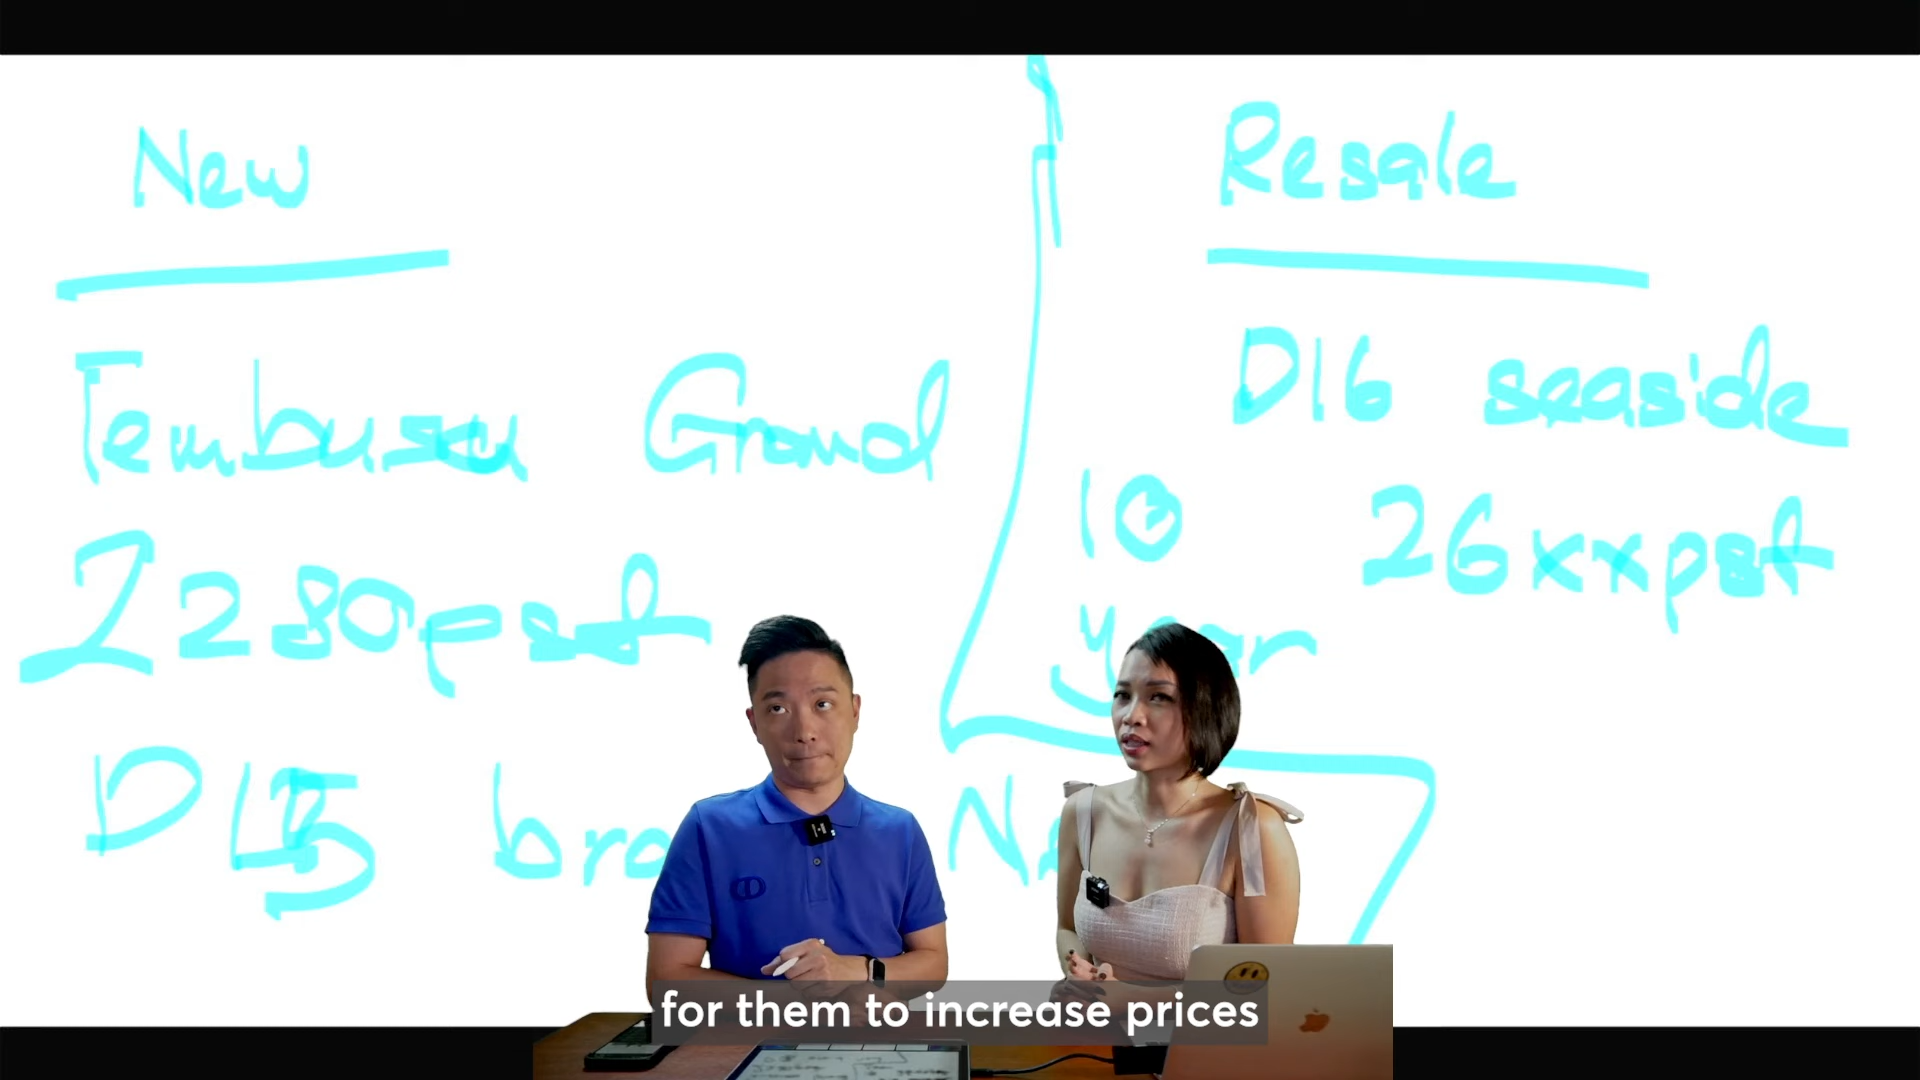 New
Tembusu Grand
2280psf
D15
Resale
D16 seaside
10 26xxpsf
year
for them to increase prices